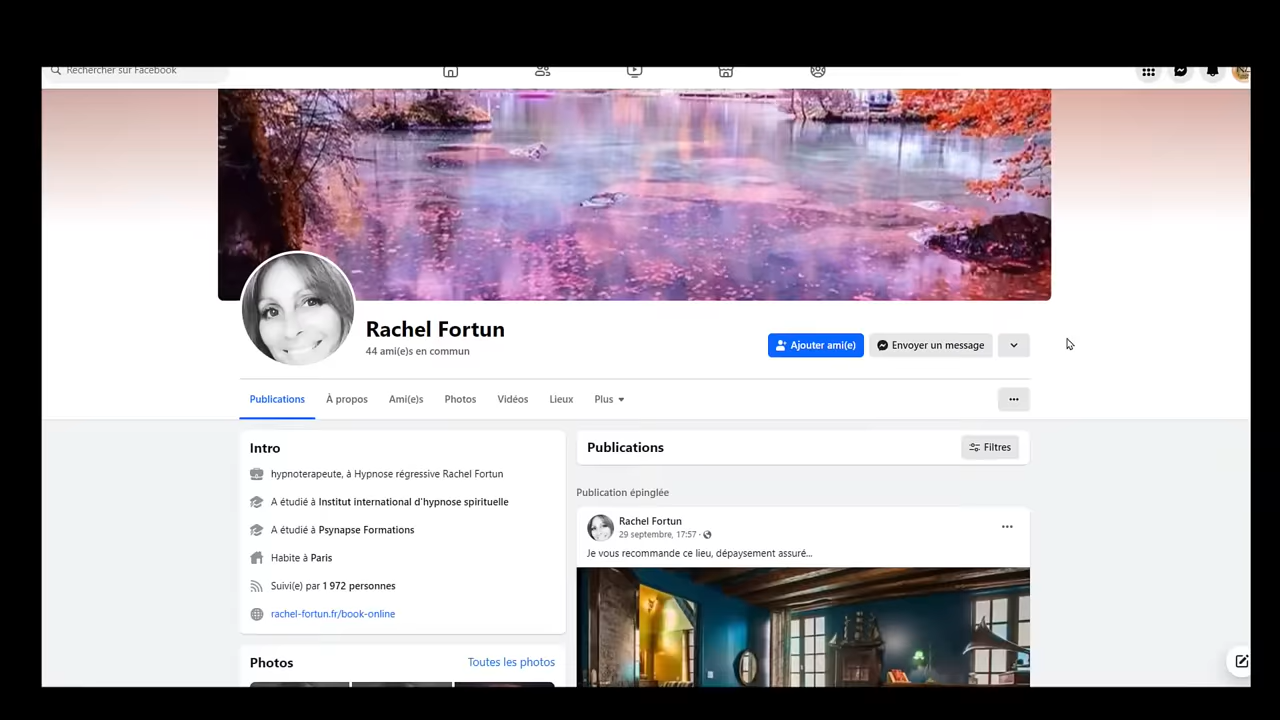 Rechercher sur Facebook
Rachel Fortun
44 ami(e)s en commun
Ajouter ami(e)
Envoyer un message
Publications
À propos
Ami(e)s
Photos
Vidéos
Lieux
Plus
Intro
hypnoterapeute, à Hypnose régressive Rachel Fortun
A étudié à Institut international d'hypnose spirituelle
A étudié à Psynapse Formations
Habite à Paris
Suivi(e) par 1 972 personnes
rachel-fortun.fr/book-online
Photos
Toutes les photos
Publications
Filtres
Publication épinglée
Rachel Fortun
29 septembre, 17:57 ·
Je vous recommande ce lieu, dépaysement assuré...